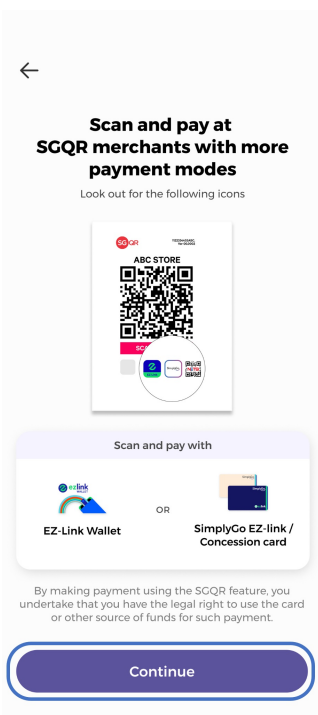 Scan and pay at
SGQR merchants with more
payment modes
Look out for the following icons
SGQR
ABC STORE
Scan and pay with
ezlink
WALLET
EZ-Link Wallet
OR
SimplyGo EZ-link /
Concession card
By making payment using the SGQR feature, you
undertake that you have the legal right to use the card
or other source of funds for such payment.
Continue